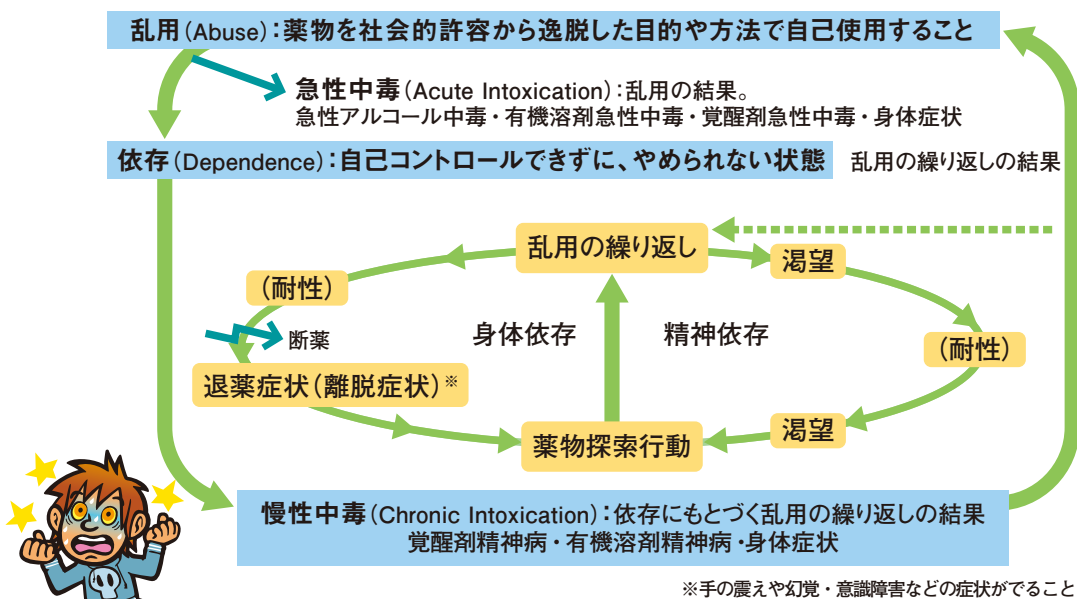 乱用(Abuse):薬物を社会的許容から逸脱した目的や方法で自己使用すること
急性中毒(Acute Intoxication):乱用の結果。
急性アルコール中毒・有機溶剤急性中毒・覚醒剤急性中毒・身体症状
依存(Dependence):自己コントロールできずに、やめられない状態
乱用の繰り返しの結果
乱用の繰り返し
渇望
(耐性)
断薬
身体依存
精神依存
(耐性)
退薬症状(離脱症状)※
渇望
薬物探索行動
慢性中毒(Chronic Intoxication):依存にもとづく乱用の繰り返しの結果
覚醒剤精神病・有機溶剤精神病・身体症状
※手の震えや幻覚・意識障害などの症状がでること